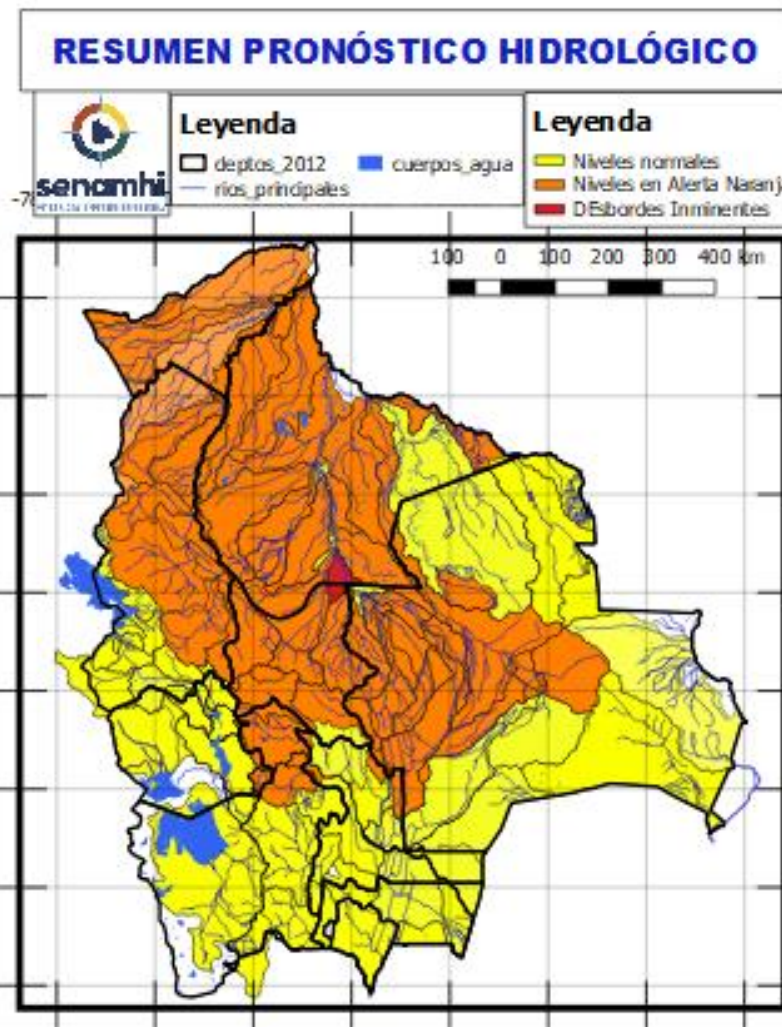 RESUMEN PRONÓSTICO HIDROLÓGICO
senamhi
Leyenda
deptos_2012
cuerpos_agua
rios_principales
Leyenda
Niveles normales
Niveles en Alerta Naranj
DEsbordes Inminentes
100 0 100 200 300 400 km